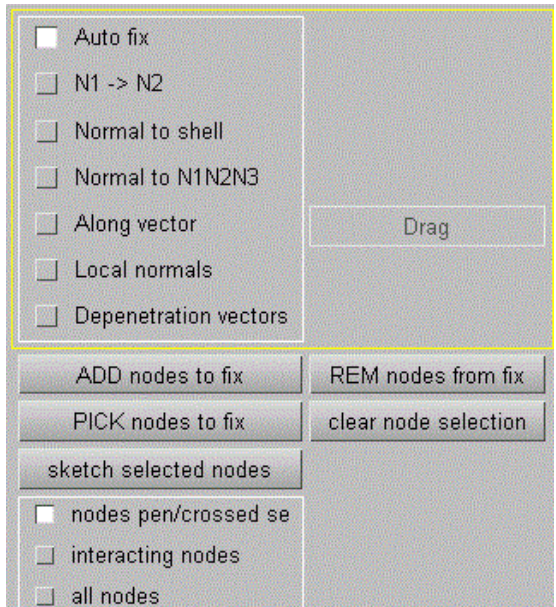 Auto fix
N1 -> N2
Normal to shell
Normal to N1N2N3
Along vector
Drag
Local normals
Depenetration vectors
ADD nodes to fix
REM nodes from fix
PICK nodes to fix
clear node selection
sketch selected nodes
nodes pen/crossed se
interacting nodes
all nodes